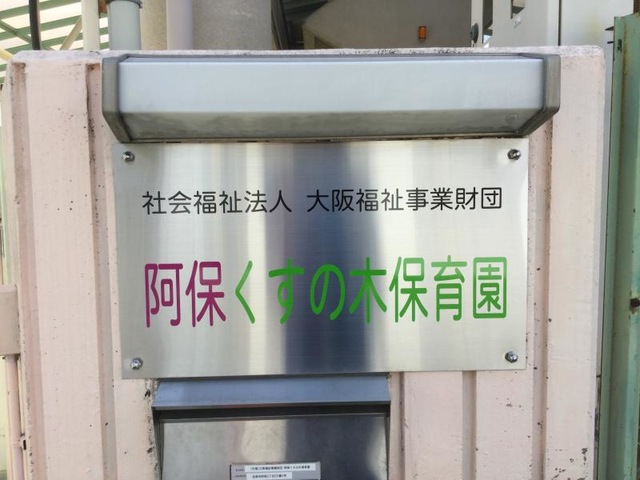 社会福祉法人 大阪福祉事業財団
阿保くすの木保育園